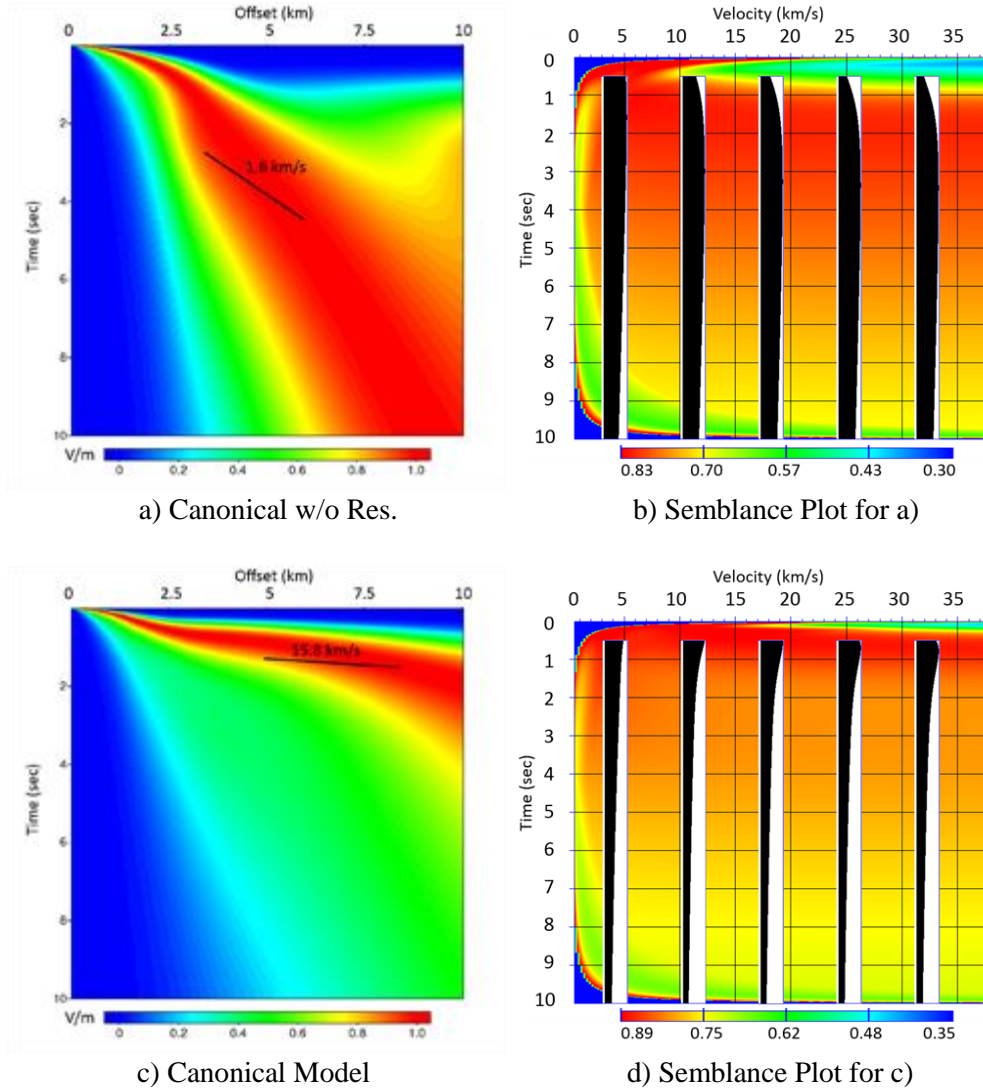 Offset (km)
0 2.5 5 7.5 10
Time (sec)
2
4
6
8
10
1.6 km/s
V/m 0 0.2 0.4 0.6 0.8 1.0
a) Canonical w/o Res.
Velocity (km/s)
0 5 10 15 20 25 30 35
Time (sec)
0
1
2
3
4
5
6
7
8
9
10
0.83 0.70 0.57 0.43 0.30
b) Semblance Plot for a)
Offset (km)
0 2.5 5 7.5 10
Time (sec)
2
4
6
8
10
15.8 km/s
V/m 0 0.2 0.4 0.6 0.8 1.0
c) Canonical Model
Velocity (km/s)
0 5 10 15 20 25 30 35
Time (sec)
0
1
2
3
4
5
6
7
8
9
10
0.89 0.75 0.62 0.48 0.35
d) Semblance Plot for c)